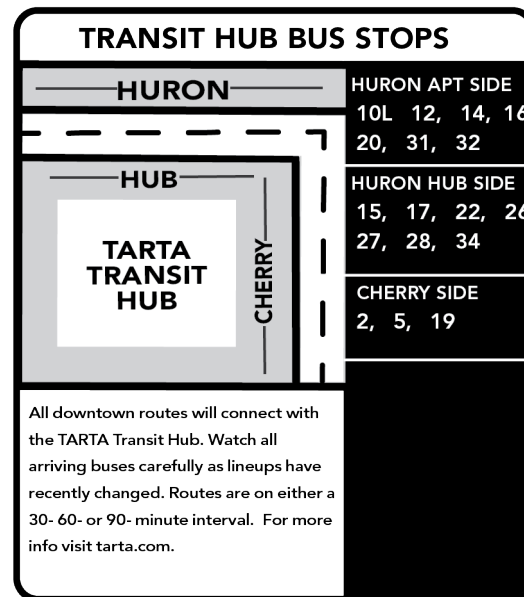 TRANSIT HUB BUS STOPS
HURON
HUB
TARTA
TRANSIT
HUB
CHERRY
HURON APT SIDE
10L 12, 14, 16
20, 31, 32
HURON HUB SIDE
15, 17, 22, 26
27, 28, 34
CHERRY SIDE
2, 5, 19
All downtown routes will connect with
the TARTA Transit Hub. Watch all
arriving buses carefully as lineups have
recently changed. Routes are on either a
30- 60- or 90- minute interval. For more
info visit tarta.com.